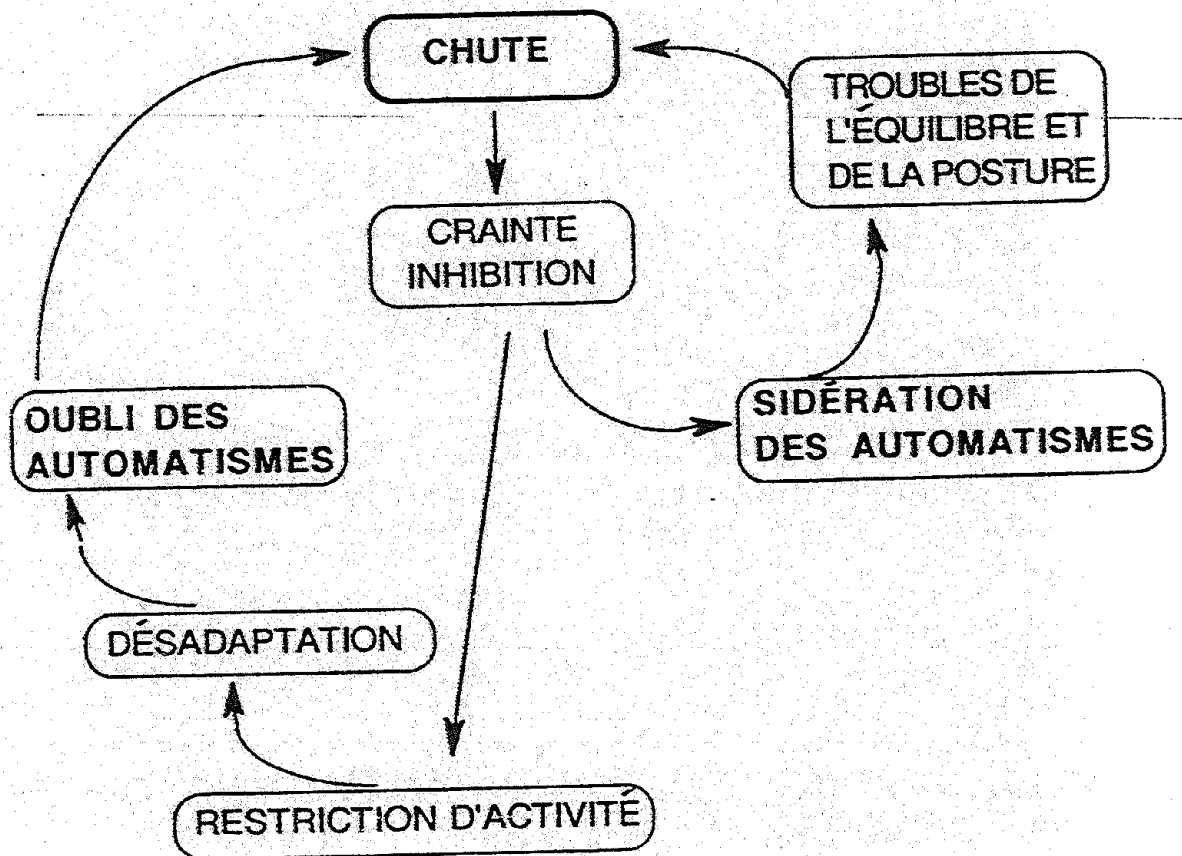 CHUTE
TROUBLES DE
L'ÉQUILIBRE ET
DE LA POSTURE
CRAINTE
INHIBITION
OUBLI DES
AUTOMATISMES
SIDÉRATION
DES AUTOMATISMES
DÉSADAPTATION
RESTRICTION D'ACTIVITÉ